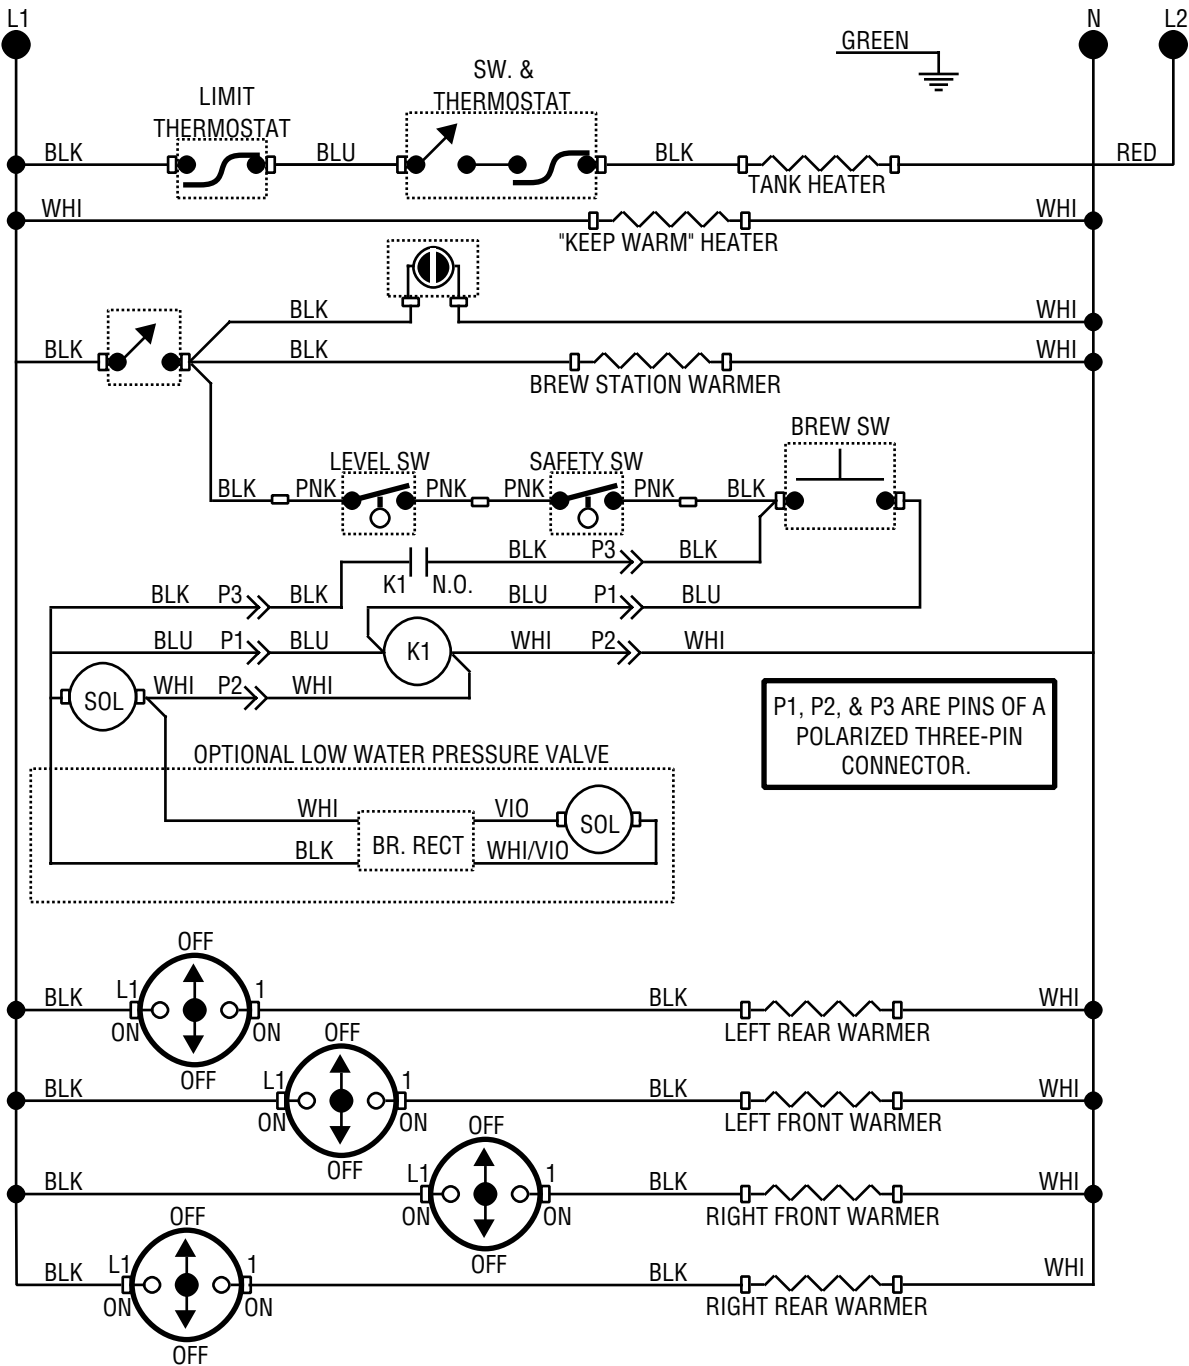 L1
N
L2
GREEN
SW. &
THERMOSTAT
LIMIT
THERMOSTAT
BLK
BLU
BLK
RED
TANK HEATER
WHI
WHI
"KEEP WARM" HEATER
BLK
WHI
BLK
BLK
WHI
BREW STATION WARMER
BREW SW
LEVEL SW
SAFETY SW
BLK
PNK
PNK
PNK
PNK
BLK
BLK
P3
BLK
K1
N.O.
BLK
P3
BLK
BLU
P1
BLU
BLU
P1
BLU
K1
WHI
P2
WHI
SOL
WHI
P2
WHI
P1, P2, & P3 ARE PINS OF A
POLARIZED THREE-PIN
CONNECTOR.
OPTIONAL LOW WATER PRESSURE VALVE
WHI
VIO
SOL
BR. RECT
BLK
WHI/VIO
OFF
BLK
L1
1
BLK
WHI
ON
ON
LEFT REAR WARMER
OFF
OFF
BLK
L1
1
BLK
WHI
ON
ON
LEFT FRONT WARMER
OFF
OFF
BLK
L1
1
BLK
WHI
ON
ON
RIGHT FRONT WARMER
OFF
OFF
BLK
L1
1
BLK
WHI
ON
ON
RIGHT REAR WARMER
OFF